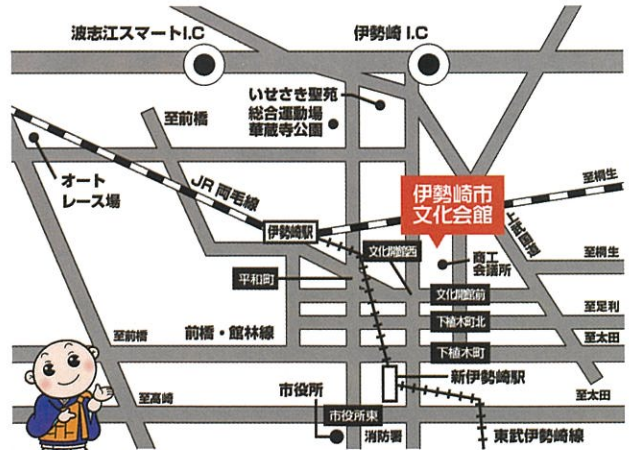 波志江スマートI.C
伊勢崎 I.C
いせさき聖苑
総合運動場
華蔵寺公園
至前橋
オート
レース場
JR 両毛線
伊勢崎市
文化会館
至桐生
上武国道
伊勢崎駅
文化会館西
商工
会議所
至桐生
平和町
文化会館前
至足利
下植木町北
至前橋
前橋・館林線
至太田
下植木町
新伊勢崎駅
至高崎
市役所
至太田
市役所東
消防署
東武伊勢崎線